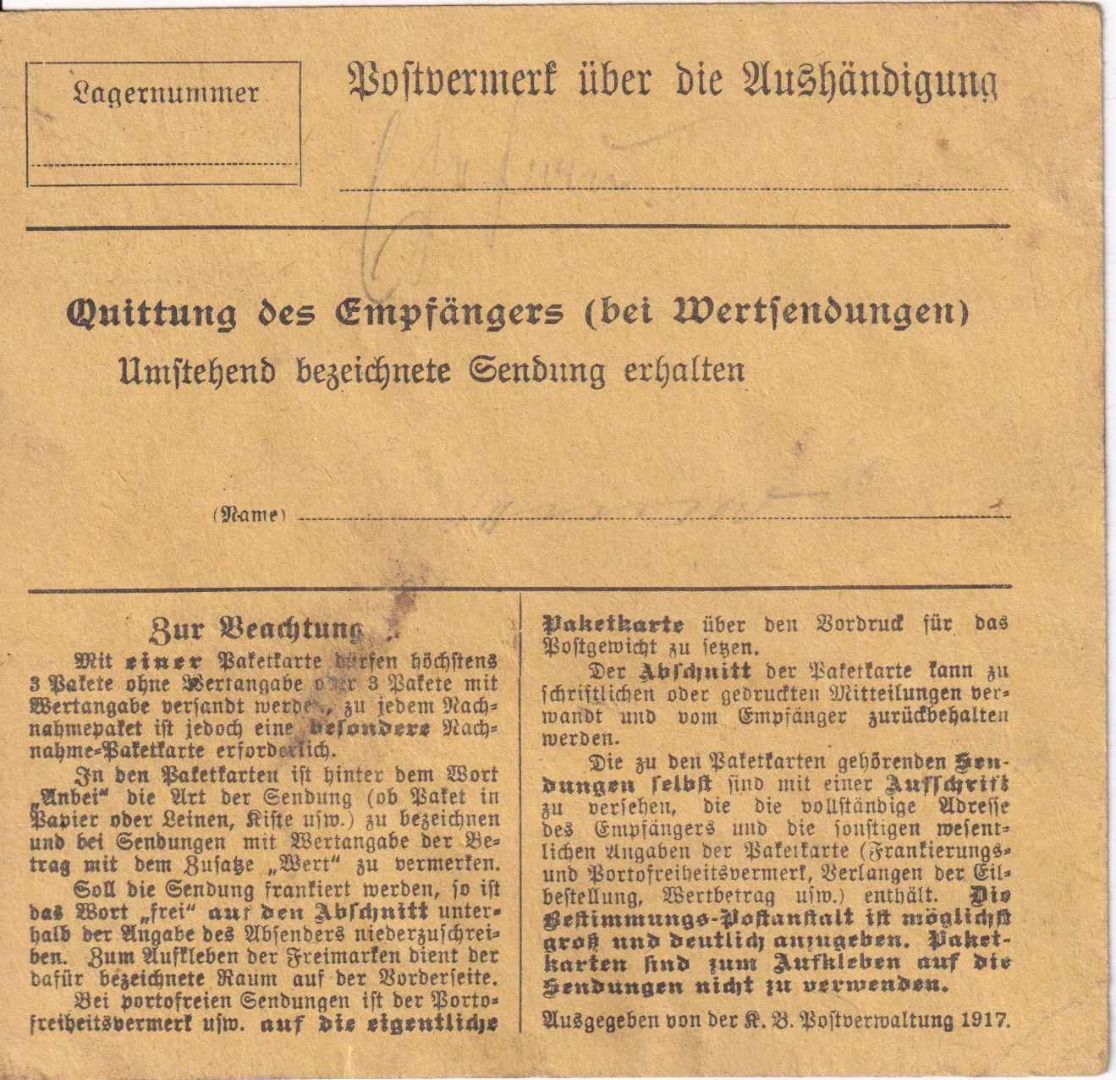 Lagernummer
Postvermerk über die Aushändigung
Quittung des Empfängers (bei Wertsendungen)
Umstehend bezeichnete Sendung erhalten
(Name)
Zur Beachtung
Mit einer Paketkarte dürfen höchstens
3 Pakete ohne Wertangabe oder 3 Pakete mit
Wertangabe versandt werden, zu jedem Nach-
nahmepaket ist jedoch eine besondere Nach-
nahme-Paketkarte erforderlich.
In den Paketkarten ist hinter dem Wort
„Anbei“ die Art der Sendung (ob Paket in
Papier oder Leinen, Kiste usw.) zu bezeichnen
und bei Sendungen mit Wertangabe der Be-
trag mit dem Zusatze „Wert“ zu vermerken.
Soll die Sendung frankiert werden, so ist
das Wort „frei“ auf den Abschnitt unter-
halb der Angabe des Absenders niederzuschrei-
ben. Zum Aufkleben der Freimarken dient der
dafür bezeichnete Raum auf der Vorderseite.
Bei portofreien Sendungen ist der Porto-
freiheitsvermerk usw. auf die eigentliche
Paketkarte über den Vordruck für das
Postgewicht zu setzen.
Der Abschnitt der Paketkarte kann zu
schriftlichen oder gedruckten Mitteilungen ver-
wandt und vom Empfänger zurückbehalten
werden.
Die zu den Paketkarten gehörenden Sen-
dungen selbst sind mit einer Aufschrift
zu versehen, die die vollständige Adresse
des Empfängers und die sonstigen wesent-
lichen Angaben der Paketkarte (Frankierungs-
und Portofreiheitsvermerk, Verlangen der Eil-
bestellung, Wertbetrag usw.) enthält. Die
Bestimmungs-Postanstalt ist möglichst
groß und deutlich anzugeben. Paket-
karten sind zum Aufkleben auf die
Sendungen nicht zu verwenden.
Ausgegeben von der K. B. Postverwaltung 1917.